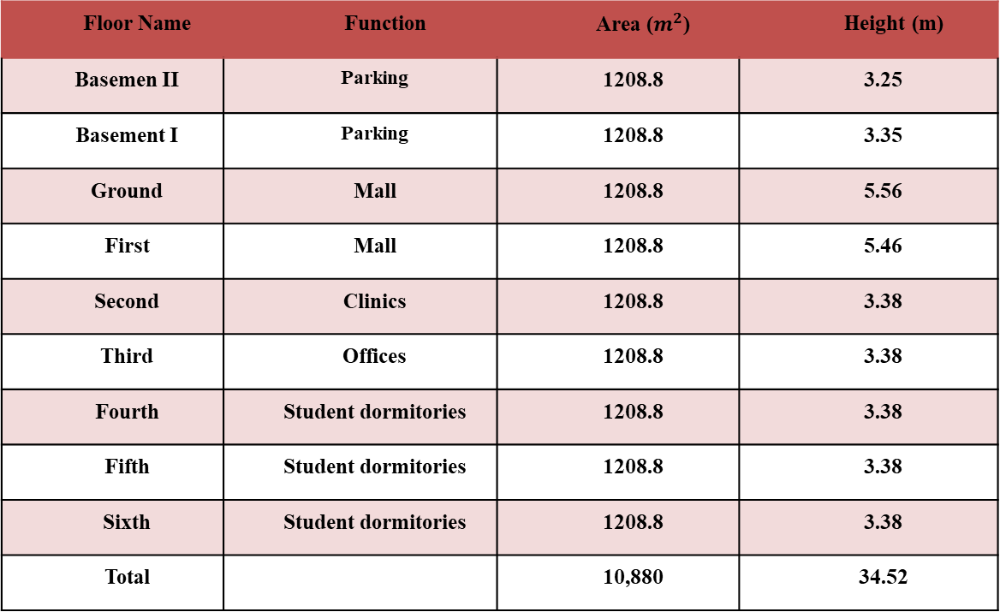 Floor Name Function Area (m²) Height (m)
Basemen II Parking 1208.8 3.25
Basement I Parking 1208.8 3.35
Ground Mall 1208.8 5.56
First Mall 1208.8 5.46
Second Clinics 1208.8 3.38
Third Offices 1208.8 3.38
Fourth Student dormitories 1208.8 3.38
Fifth Student dormitories 1208.8 3.38
Sixth Student dormitories 1208.8 3.38
Total 10,880 34.52